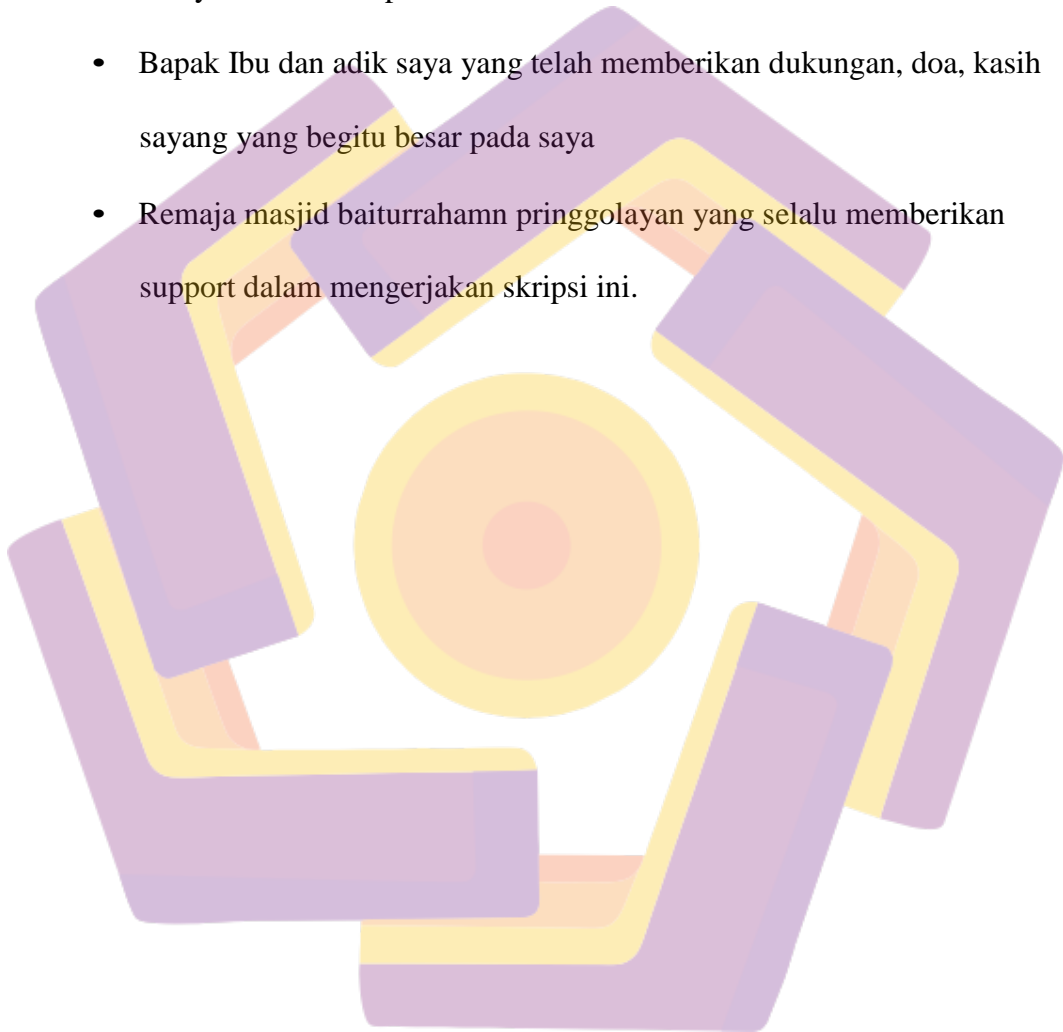 • Bapak Ibu dan adik saya yang telah memberikan dukungan, doa, kasih
sayang yang begitu besar pada saya
• Remaja masjid baiturrahamn pringgolayan yang selalu memberikan
support dalam mengerjakan skripsi ini.